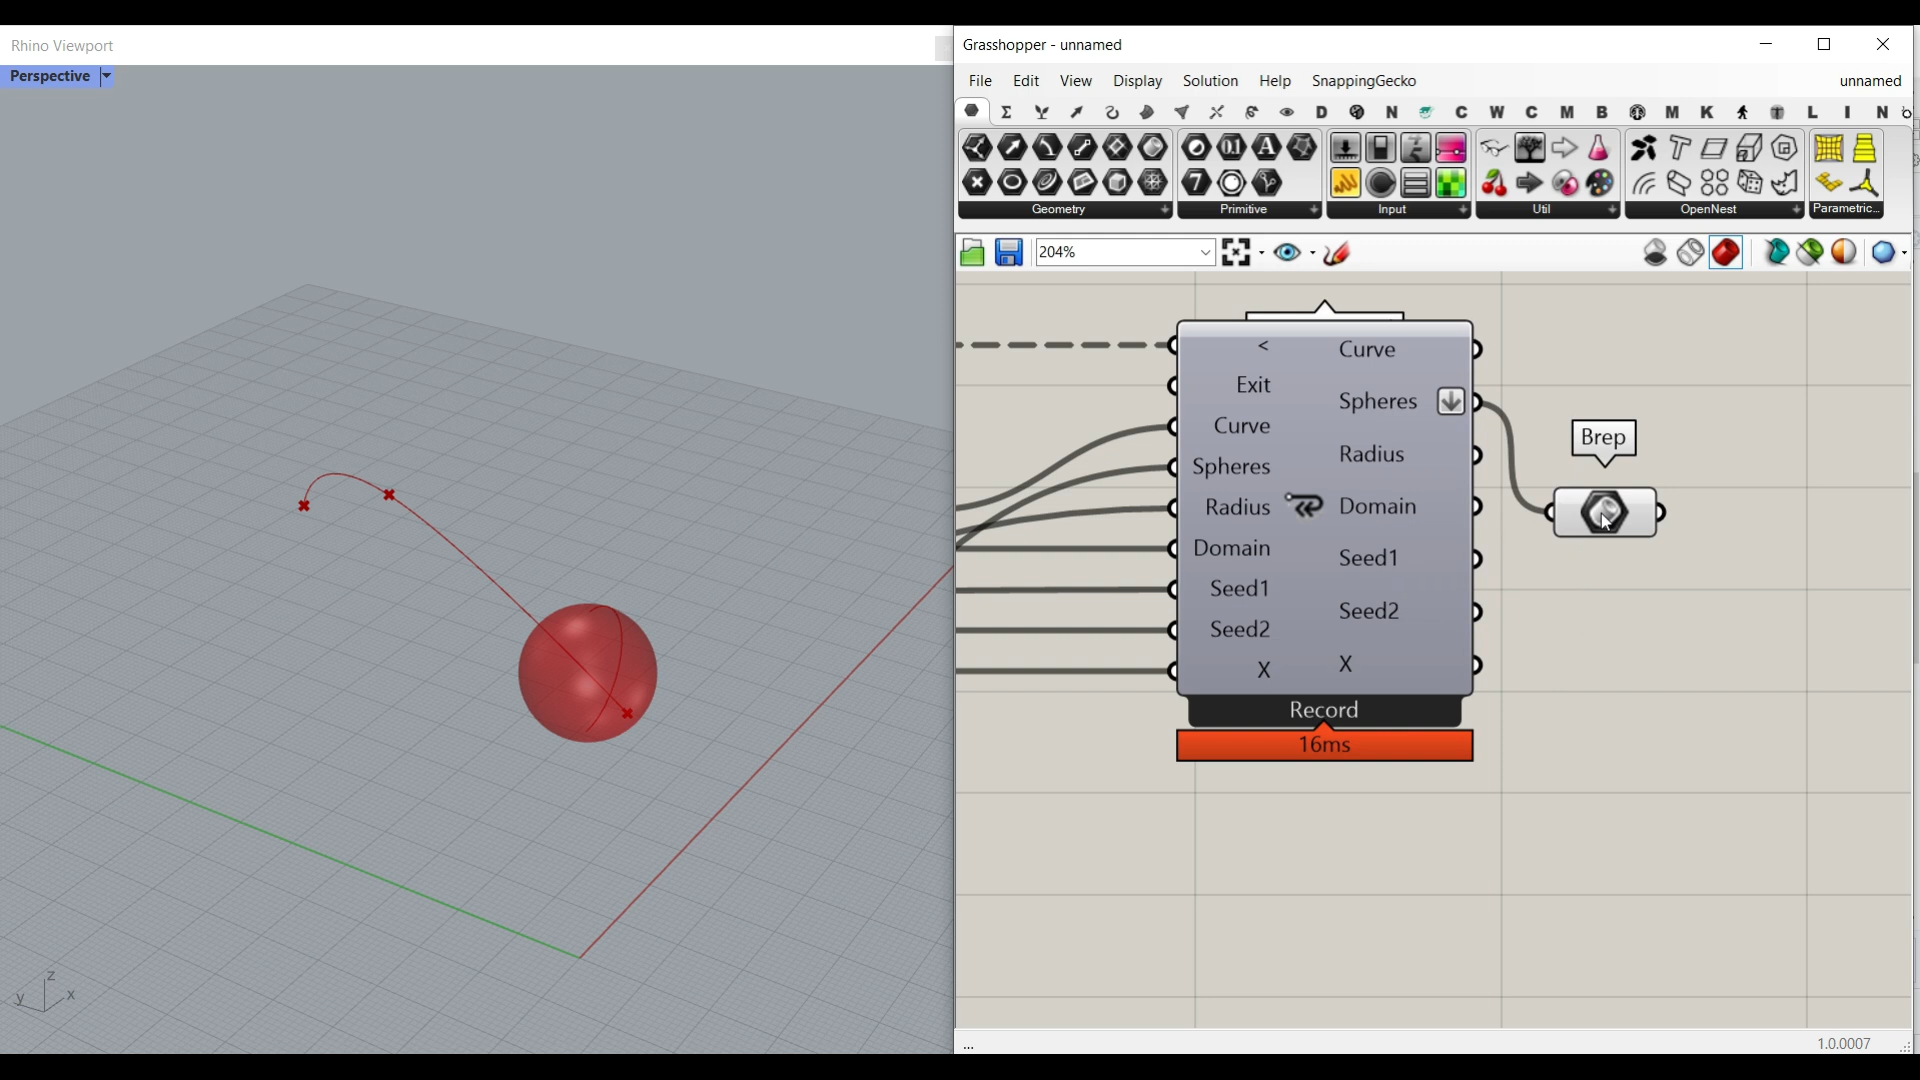 Rhino Viewport
Perspective
Grasshopper - unnamed
File Edit View Display Solution Help SnappingGecko unnamed
D N C W C M B M K L I N
Geometry Primitive Input Util OpenNest Parametric...
204%
<
Exit
Curve
Spheres
Radius
Domain
Seed1
Seed2
X
Curve
Spheres
Radius
Domain
Seed1
Seed2
X
Record
16ms
Brep
z
y x
...
1.0.0007